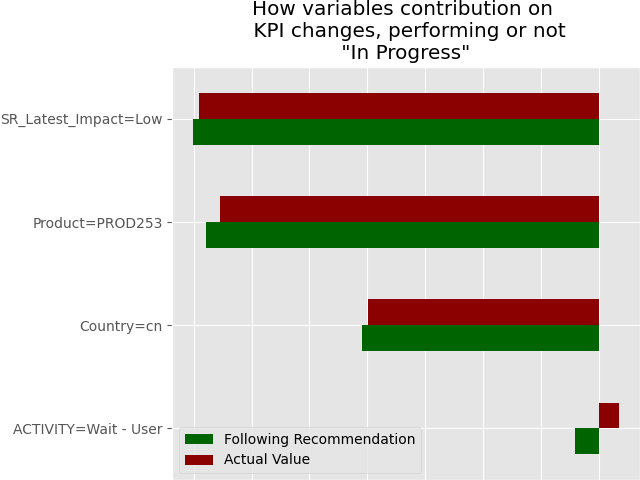 How variables contribution on
KPI changes, performing or not
"In Progress"
SR_Latest_Impact=Low
Product=PROD253
Country=cn
ACTIVITY=Wait - User
Following Recommendation
Actual Value